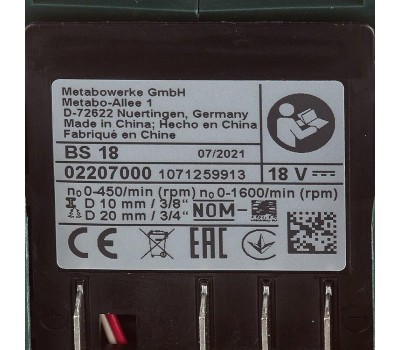 Metabowerke GmbH
Metabo-Allee 1
D-72622 Nuertingen, Germany
Made in China; Hecho en China
Fabriqué en Chine
BS 18 07/2021
02207000 1071259913 18 V
n₀ 0-450/min (rpm) n₀ 0-1600/min (rpm)
D 10 mm / 3/8“ NOM
D 20 mm / 3/4“
CE EAC